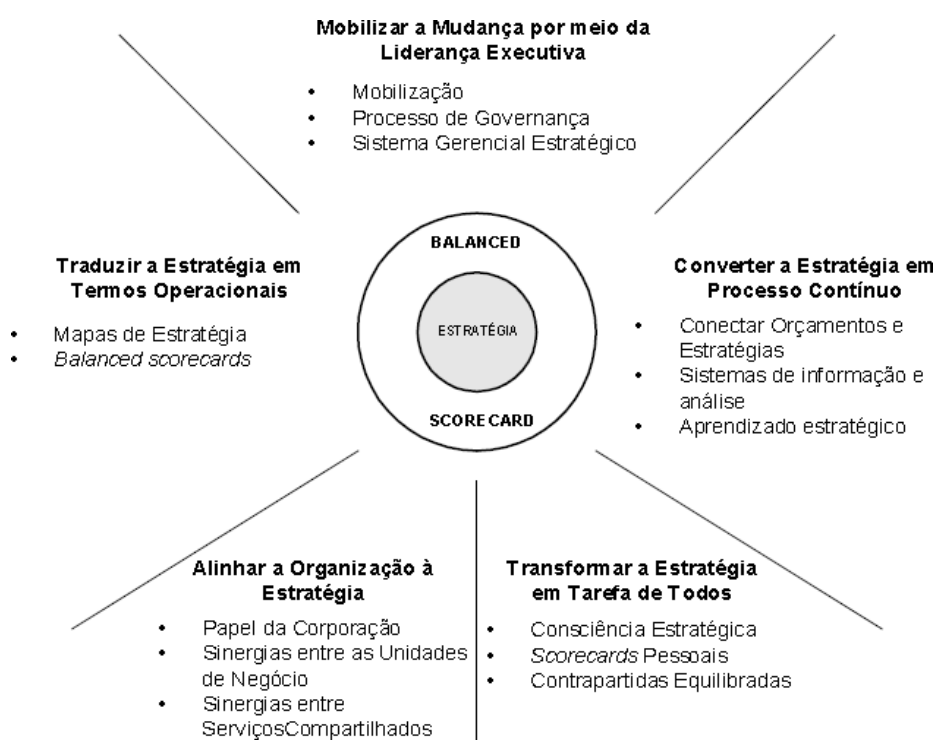 Mobilizar a Mudança por meio da
Liderança Executiva
• Mobilização
• Processo de Governança
• Sistema Gerencial Estratégico
BALANCED
ESTRATÉGIA
SCORECARD
Traduzir a Estratégia em
Termos Operacionais
• Mapas de Estratégia
• Balanced scorecards
Converter a Estratégia em
Processo Contínuo
• Conectar Orçamentos e
Estratégias
• Sistemas de informação e
análise
• Aprendizado estratégico
Alinhar a Organização à
Estratégia
• Papel da Corporação
• Sinergias entre as Unidades
de Negócio
• Sinergias entre
ServiçosCompartilhados
Transformar a Estratégia
em Tarefa de Todos
• Consciência Estratégica
• Scorecards Pessoais
• Contrapartidas Equilibradas